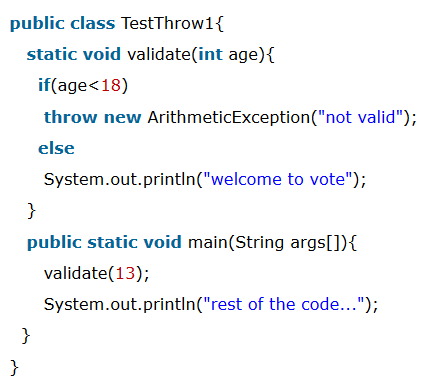 public class TestThrow1{
static void validate(int age){
if(age<18)
throw new ArithmeticException("not valid");
else
System.out.println("welcome to vote");
}
public static void main(String args[]){
validate(13);
System.out.println("rest of the code...");
}
}